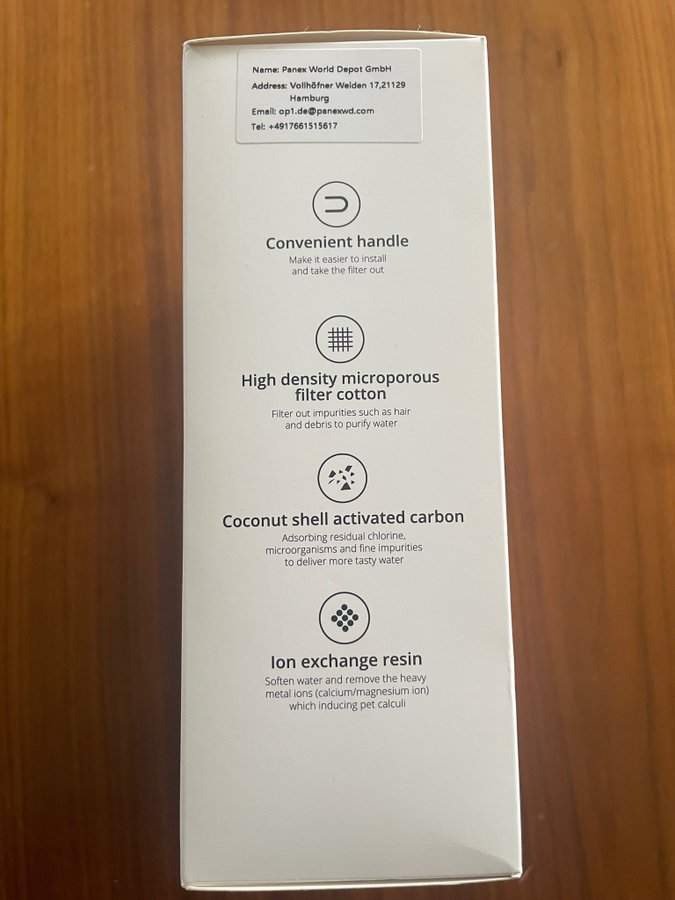 Name: Panex World Depot GmbH
Address: Vollhöfner Weiden 17,21129
Hamburg
Email: op1.de@panexwd.com
Tel: +4917661515617
Convenient handle
Make it easier to install
and take the filter out
High density microporous
filter cotton
Filter out impurities such as hair
and debris to purify water
Coconut shell activated carbon
Adsorbing residual chlorine,
microorganisms and fine impurities
to deliver more tasty water
Ion exchange resin
Soften water and remove the heavy
metal ions (calcium/magnesium ion)
which inducing pet calculi